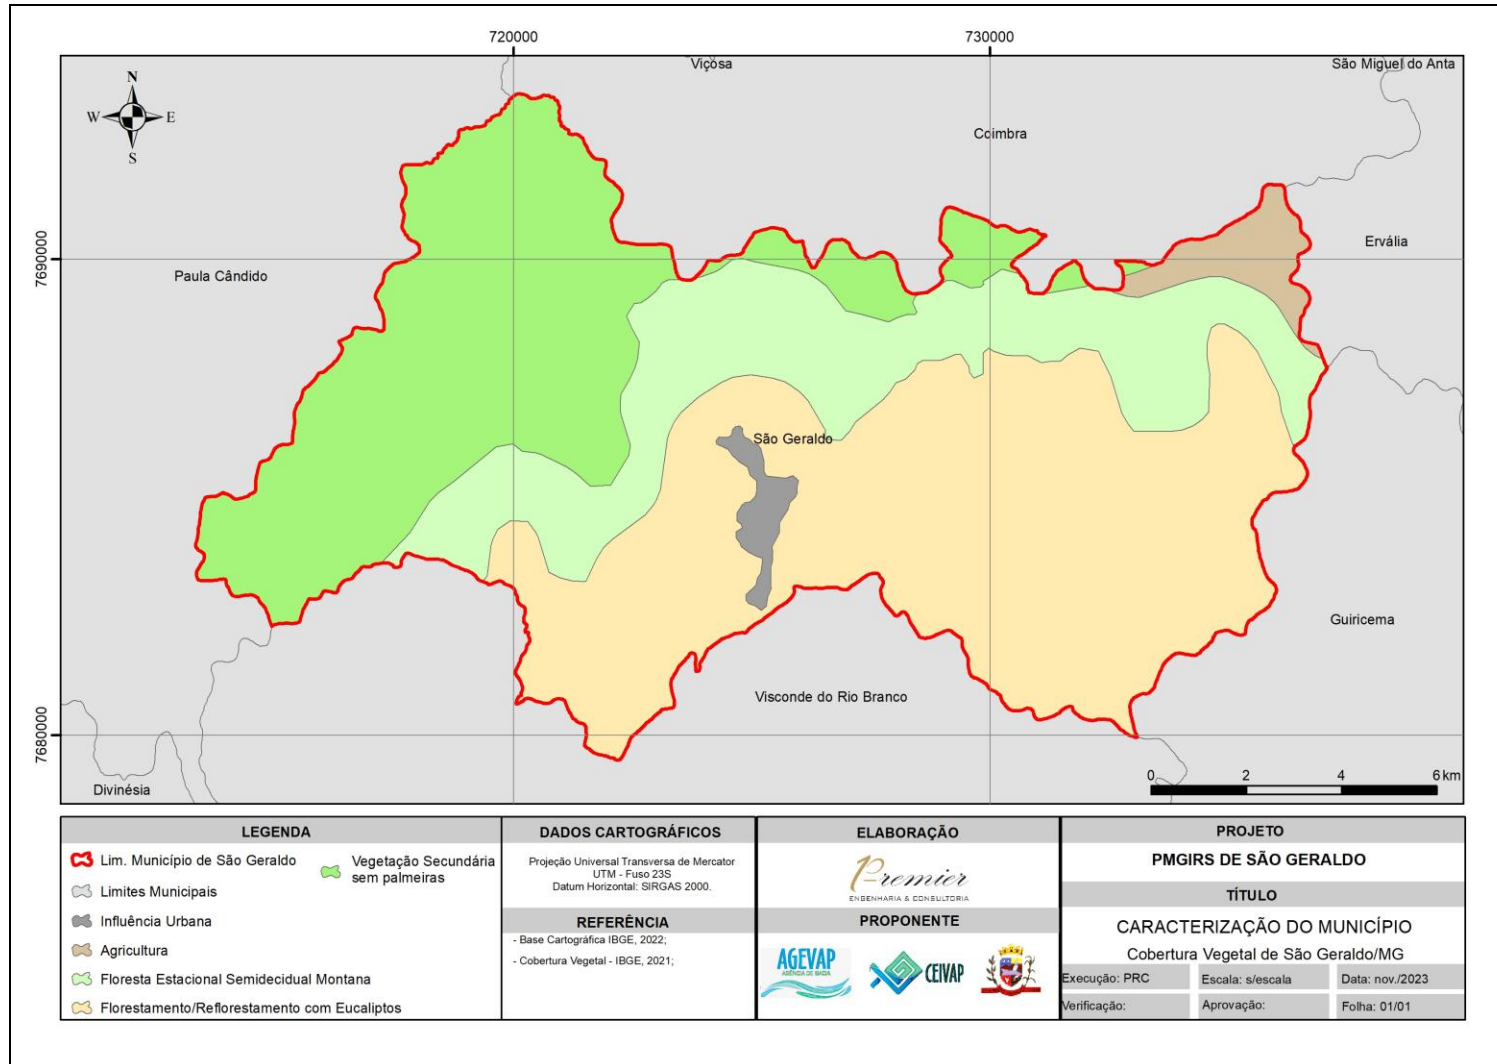 720000
730000
Viçosa
São Miguel do Anta
N
W
E
S
Coimbra
7690000
Ervália
Paula Cândido
São Geraldo
Guiricema
Visconde do Rio Branco
7680000
Divinésia
0 2 4 6 km
LEGENDA
Lim. Município de São Geraldo
Limites Municipais
Influência Urbana
Agricultura
Floresta Estacional Semidecidual Montana
Florestamento/Reflorestamento com Eucaliptos
Vegetação Secundária
sem palmeiras
DADOS CARTOGRÁFICOS
Projeção Universal Transversa de Mercator
UTM - Fuso 23S
Datum Horizontal: SIRGAS 2000.
REFERÊNCIA
- Base Cartográfica IBGE, 2022;
- Cobertura Vegetal - IBGE, 2021;
ELABORAÇÃO
Premier
ENGENHARIA & CONSULTORIA
PROPONENTE
AGEVAP
AGÊNCIA DE BACIA
CEIVAP
PROJETO
PMGIRS DE SÃO GERALDO
TÍTULO
CARACTERIZAÇÃO DO MUNICÍPIO
Cobertura Vegetal de São Geraldo/MG
Execução: PRC
Escala: s/escala
Data: nov./2023
Verificação:
Aprovação:
Folha: 01/01